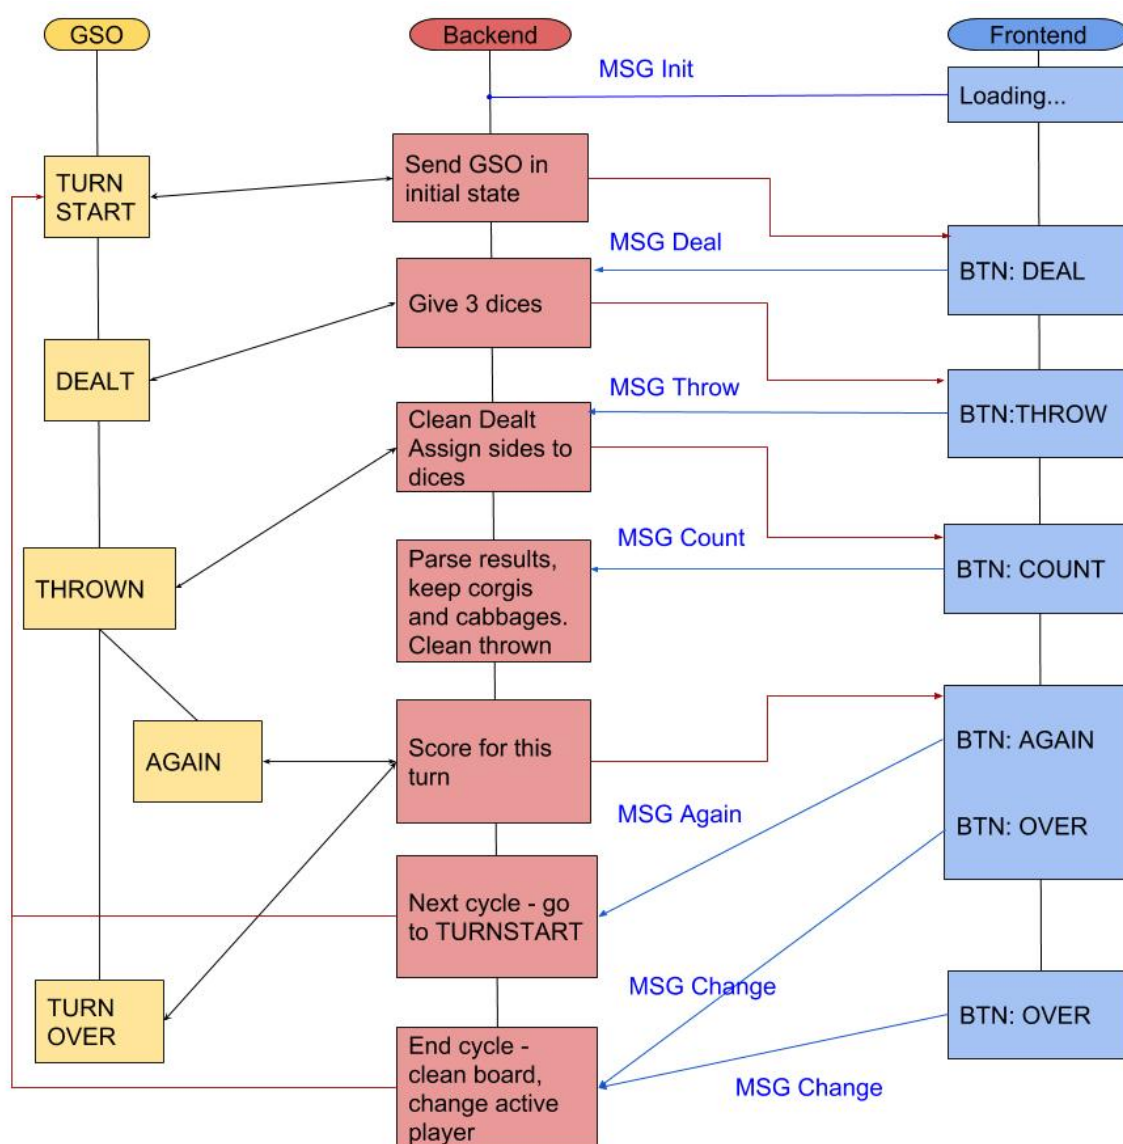 GSO
Backend
Frontend
MSG Init
Loading...
TURN
START
Send GSO in
initial state
MSG Deal
BTN: DEAL
Give 3 dices
DEALT
MSG Throw
BTN:THROW
Clean Dealt
Assign sides to
dices
MSG Count
BTN: COUNT
THROWN
Parse results,
keep corgis
and cabbages.
Clean thrown
AGAIN
Score for this
turn
BTN: AGAIN
MSG Again
BTN: OVER
Next cycle - go
to TURNSTART
MSG Change
TURN
OVER
BTN: OVER
End cycle -
clean board,
change active
player
MSG Change